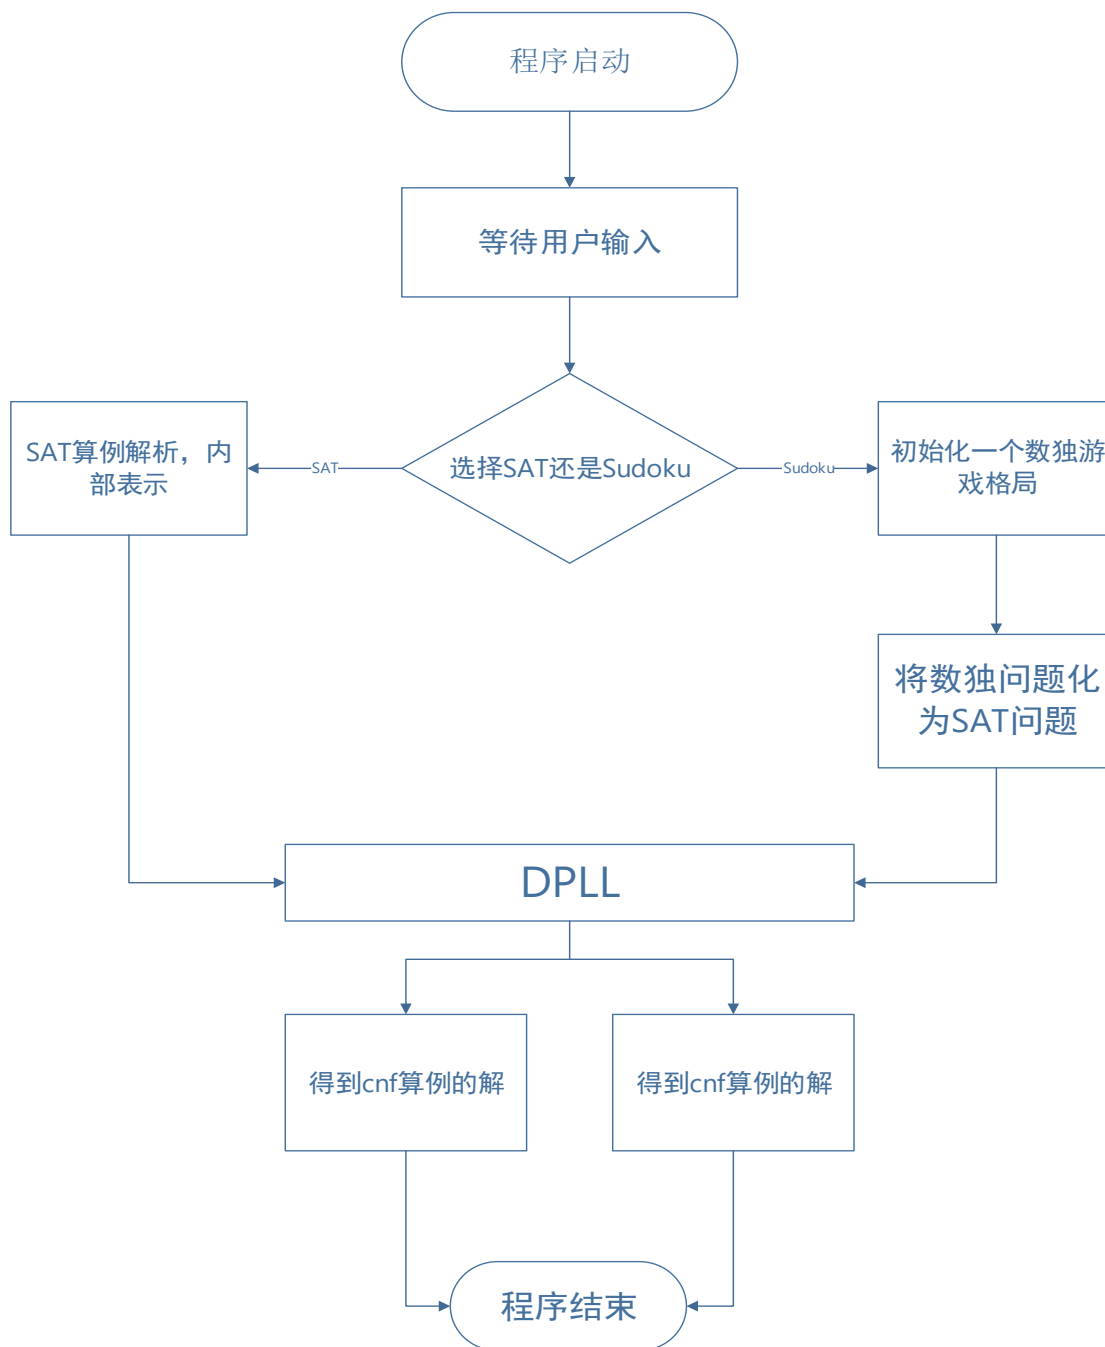 程序启动
等待用户输入
SAT算例解析，内
部表示
SAT
选择SAT还是Sudoku
Sudoku
初始化一个数独游
戏格局
将数独问题化
为SAT问题
DPLL
得到cnf算例的解
得到cnf算例的解
程序结束